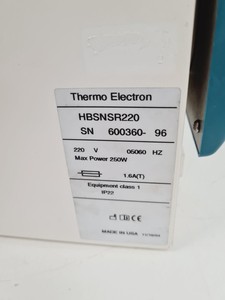 Thermo Electron
HBSNSR220
SN 600360- 96
220 V 05060 HZ
Max Power 250W
1.6A(T)
Equipment class 1
IP22
MADE IN USA